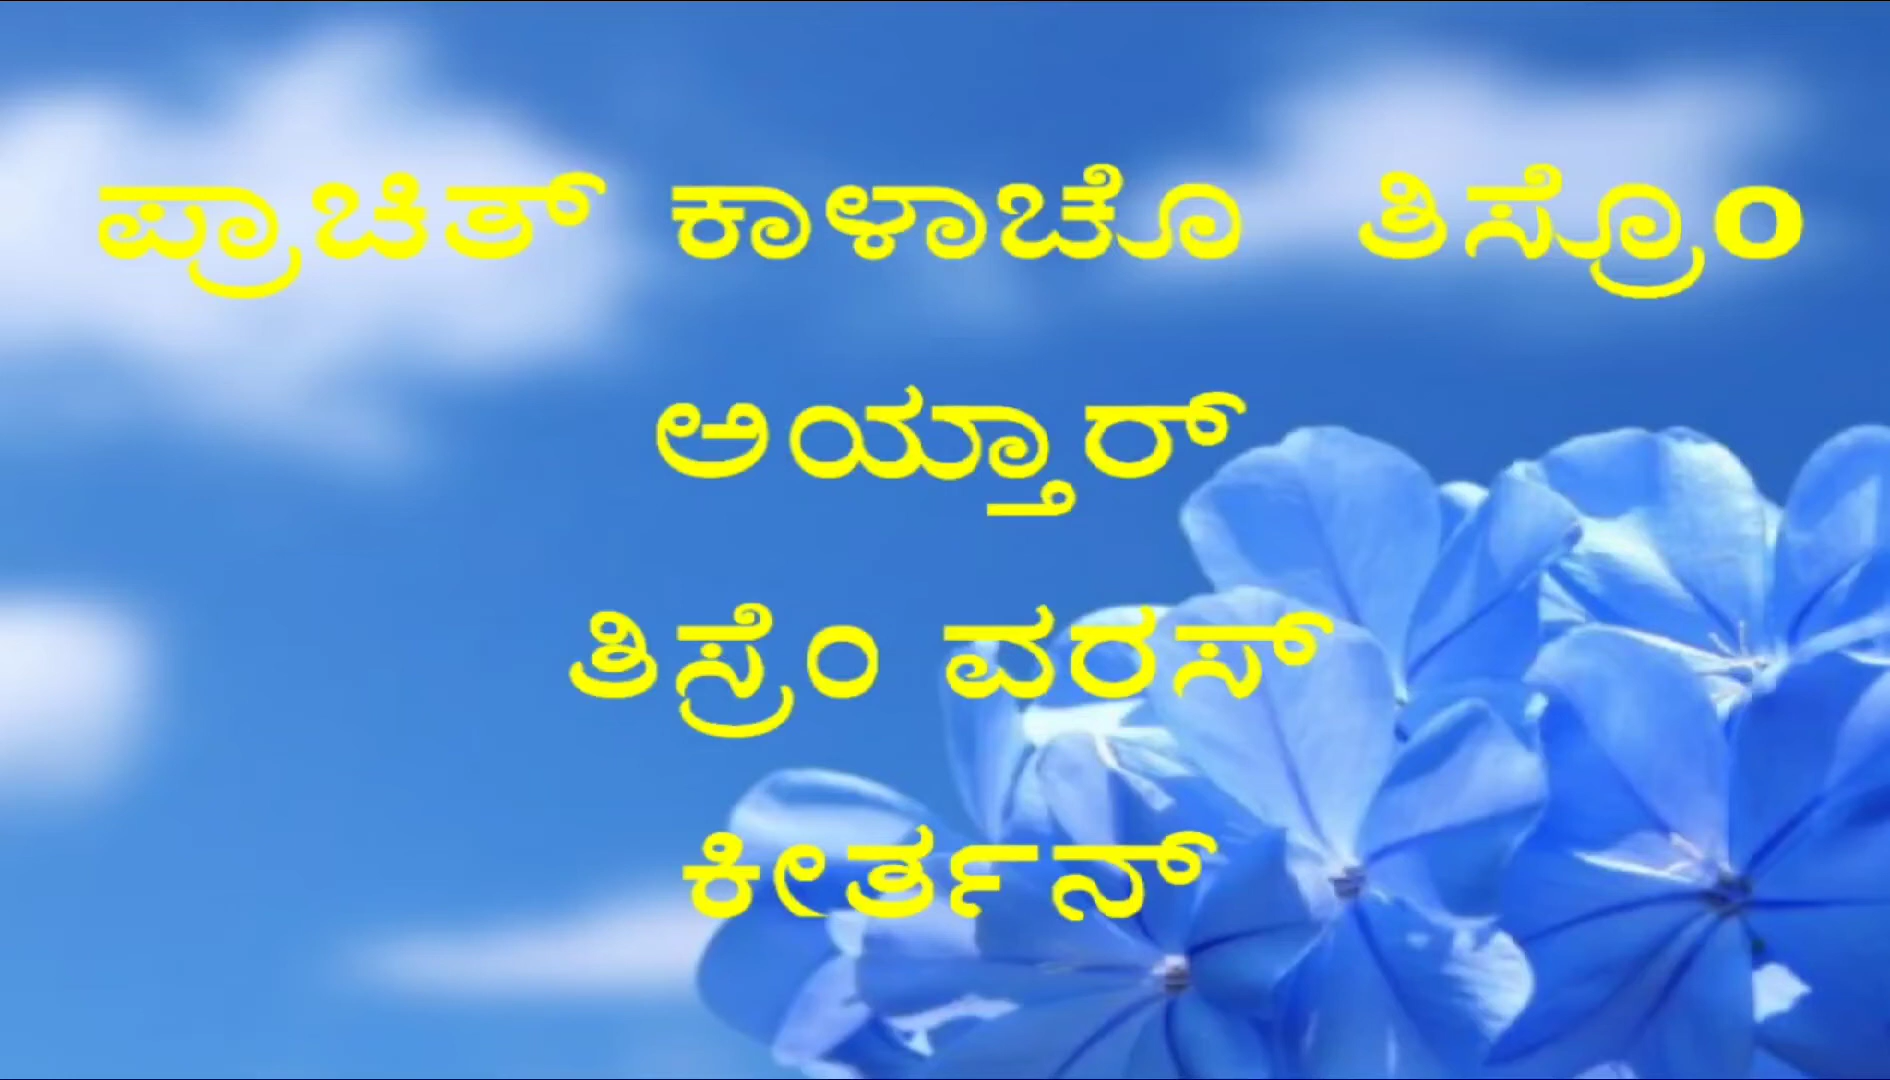 ಪ್ರಾಚಿತ್ ಕಾಳಾಚೊ ತಿಸ್ರೊಂ
ಅಯ್ತಾರ್
ತಿಸ್ರೆಂ ವರಸ್
ಕೀರ್ತನ್